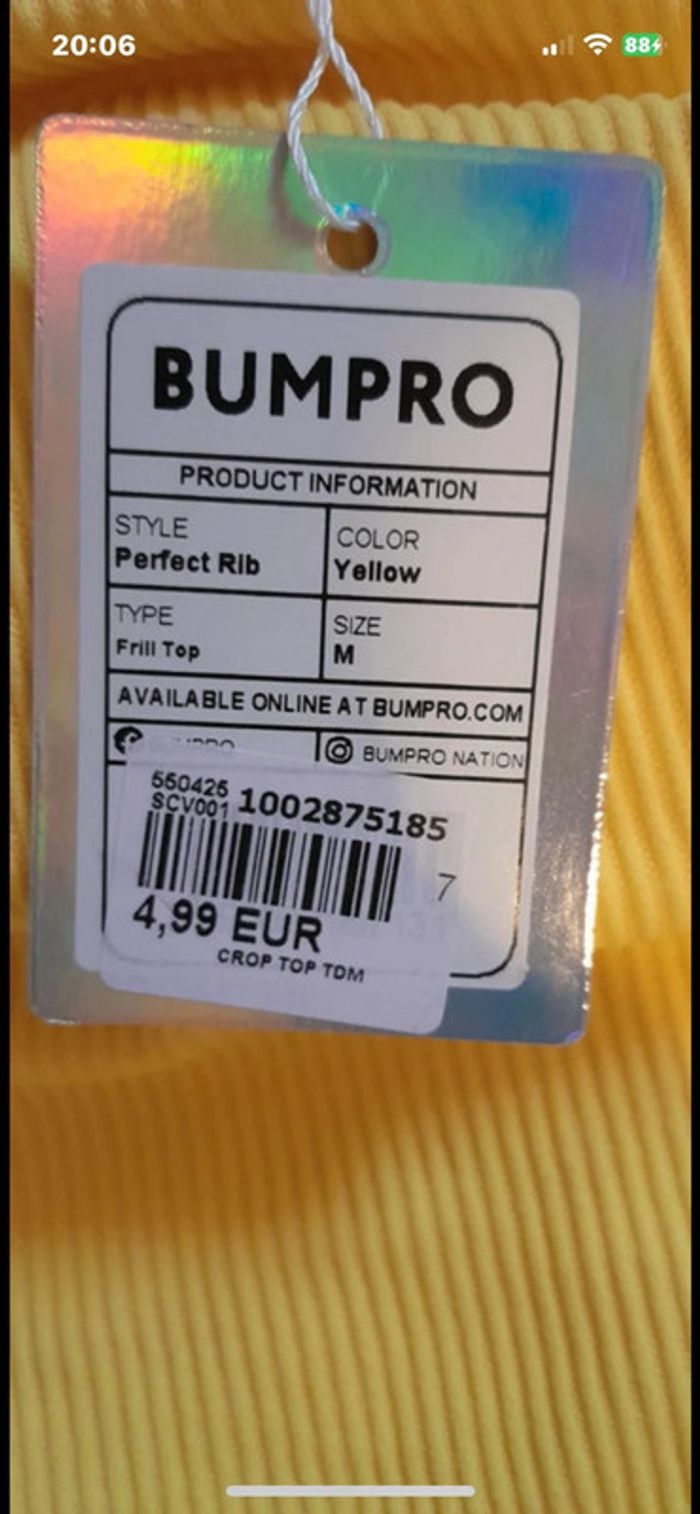 20:06
88
BUMPRO
PRODUCT INFORMATION
STYLE
Perfect Rib
COLOR
Yellow
TYPE
Frill Top
SIZE
M
AVAILABLE ONLINE AT BUMPRO.COM
BUMPRO NATION
560426
SCV001
1002875185
7
4,99 EUR
CROP TOP TDM